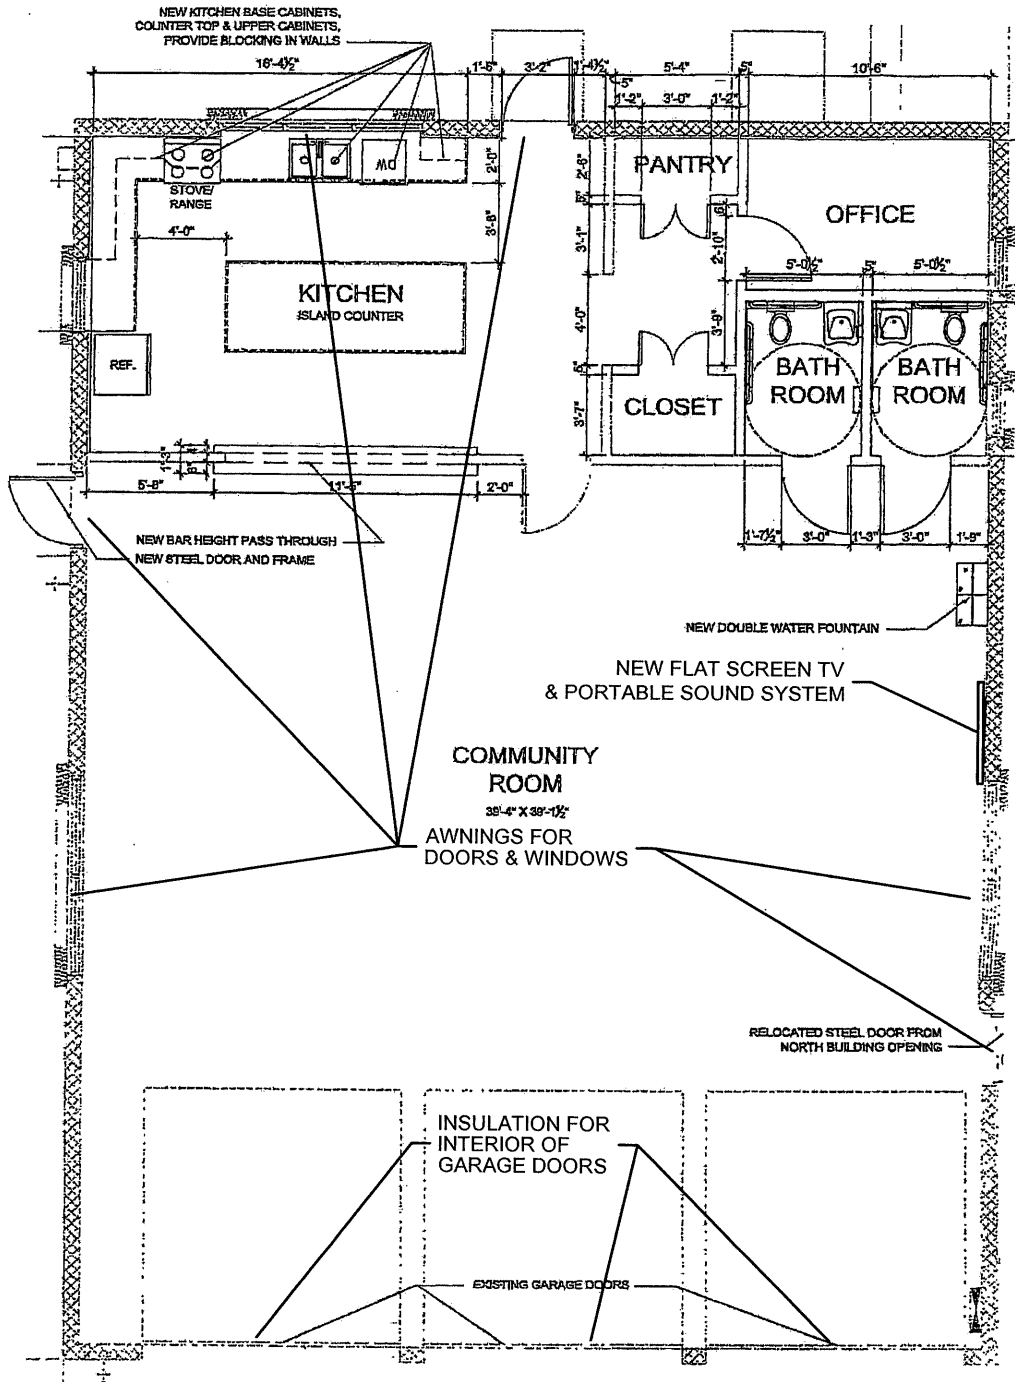 NEW KITCHEN BASE CABINETS,
COUNTER TOP & UPPER CABINETS,
PROVIDE BLOCKING IN WALLS
16'-4½"
1'-6"
3'-2"
1'-4½"
5"
5'-4"
5"
10'-6"
1'-2"
3'-0"
1'-2"
STOVE/
RANGE
DW
2'-0"
3'-8"
4'-0"
KITCHEN
ISLAND COUNTER
REF.
PANTRY
2'-6"
5"
3'-1"
4'-0"
5"
3'-7"
6"
2'-10"
3'-9"
OFFICE
5'-0½"
5"
5'-0½"
BATH
ROOM
BATH
ROOM
CLOSET
1'-3"
6"
5'-8"
2'-0"
NEW BAR HEIGHT PASS THROUGH
NEW STEEL DOOR AND FRAME
1'-7½"
3'-0"
1'-3"
3'-0"
1'-9"
NEW DOUBLE WATER FOUNTAIN
NEW FLAT SCREEN TV
& PORTABLE SOUND SYSTEM
COMMUNITY
ROOM
39'-4" X 39'-1½"
AWNINGS FOR
DOORS & WINDOWS
RELOCATED STEEL DOOR FROM
NORTH BUILDING OPENING
INSULATION FOR
INTERIOR OF
GARAGE DOORS
EXISTING GARAGE DOORS